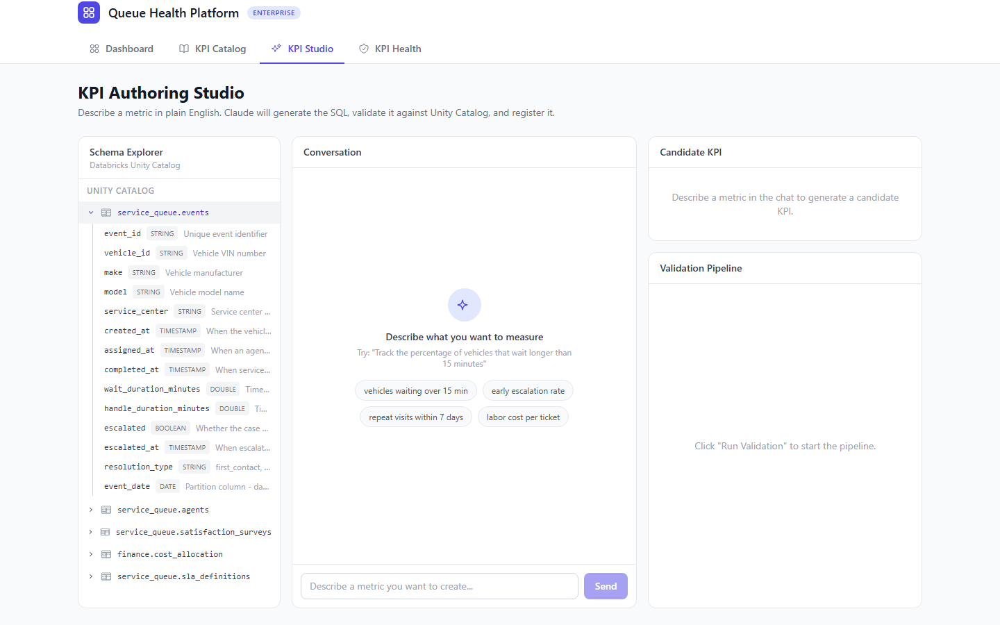 Queue Health Platform ENTERPRISE
Dashboard KPI Catalog KPI Studio KPI Health
KPI Authoring Studio
Describe a metric in plain English. Claude will generate the SQL, validate it against Unity Catalog, and register it.
Schema Explorer
Databricks Unity Catalog
UNITY CATALOG
service_queue.events
event_id STRING Unique event identifier
vehicle_id STRING Vehicle VIN number
make STRING Vehicle manufacturer
model STRING Vehicle model name
service_center STRING Service center ...
created_at TIMESTAMP When the vehicl...
assigned_at TIMESTAMP When an agen...
completed_at TIMESTAMP When service...
wait_duration_minutes DOUBLE Time...
handle_duration_minutes DOUBLE Ti...
escalated BOOLEAN Whether the case ...
escalated_at TIMESTAMP When escalat...
resolution_type STRING first_contact, ...
event_date DATE Partition column - da...
service_queue.agents
service_queue.satisfaction_surveys
finance.cost_allocation
service_queue.sla_definitions
Conversation
Describe what you want to measure
Try: "Track the percentage of vehicles that wait longer than
15 minutes"
vehicles waiting over 15 min early escalation rate
repeat visits within 7 days labor cost per ticket
Describe a metric you want to create... Send
Candidate KPI
Describe a metric in the chat to generate a candidate
KPI.
Validation Pipeline
Click "Run Validation" to start the pipeline.